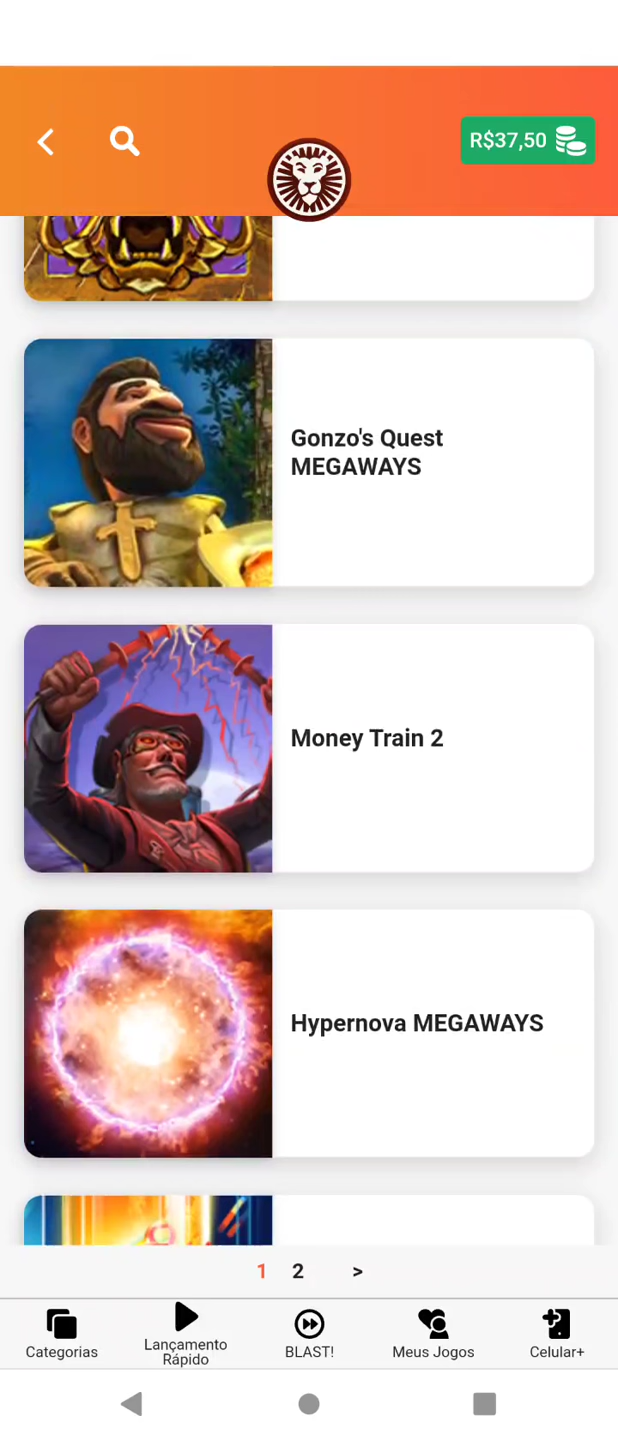 R$37,50
Gonzo's Quest
MEGAWAYS
Money Train 2
Hypernova MEGAWAYS
1 2 >
Categorias
Lançamento
Rápido
BLAST!
Meus Jogos
Celular+